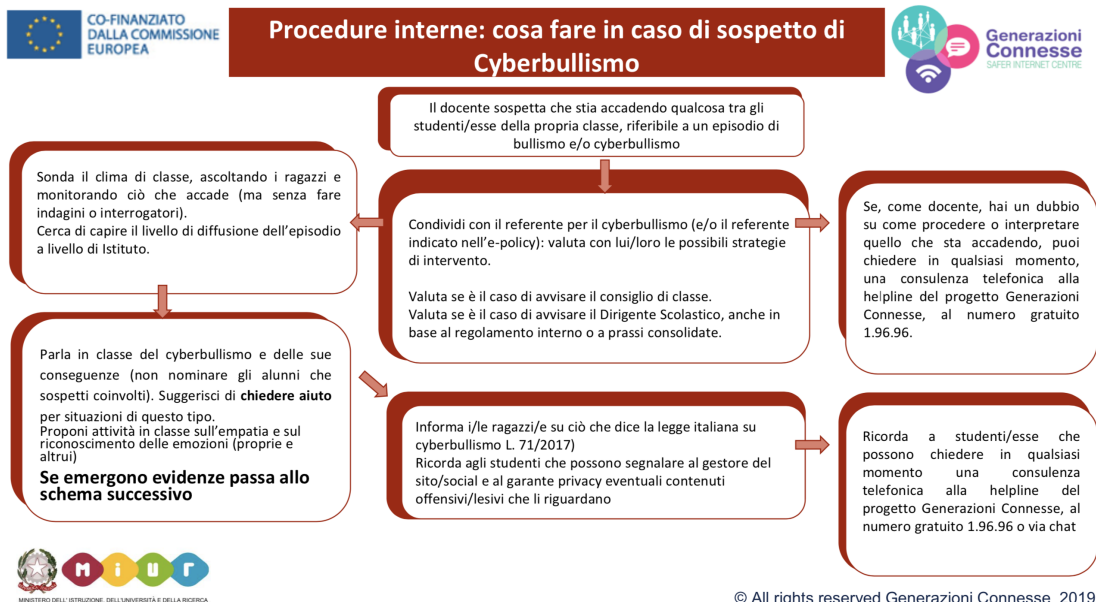 CO-FINANZIATO
DALLA COMMISSIONE
EUROPEA
Procedure interne: cosa fare in caso di sospetto di
Cyberbullismo
Generazioni
Connesse
SAFER INTERNET CENTRE
Il docente sospetta che stia accadendo qualcosa tra gli
studenti/esse della propria classe, riferibile a un episodio di
bullismo e/o cyberbullismo
Sonda il clima di classe, ascoltando i ragazzi e
monitorando ciò che accade (ma senza fare
indagini o interrogatori).
Cerca di capire il livello di diffusione dell'episodio
a livello di Istituto.
Condividi con il referente per il cyberbullismo (e/o il referente
indicato nell'e-policy): valuta con lui/loro le possibili strategie
di intervento.
Valuta se è il caso di avvisare il consiglio di classe.
Valuta se è il caso di avvisare il Dirigente Scolastico, anche in
base al regolamento interno o a prassi consolidate.
Se, come docente, hai un dubbio
su come procedere o interpretare
quello che sta accadendo, puoi
chiedere in qualsiasi momento,
una consulenza telefonica alla
helpline del progetto Generazioni
Connesse, al numero gratuito
1.96.96.
Parla in classe del cyberbullismo e delle sue
conseguenze (non nominare gli alunni che
sospetti coinvolti). Suggerisci di chiedere aiuto
per situazioni di questo tipo.
Proponi attività in classe sull'empatia e sul
riconoscimento delle emozioni (proprie e
altrui)
Se emergono evidenze passa allo
schema successivo
Informa i/le ragazzi/e su ciò che dice la legge italiana su
cyberbullismo L. 71/2017)
Ricorda agli studenti che possono segnalare al gestore del
sito/social e al garante privacy eventuali contenuti
offensivi/lesivi che li riguardano
Ricorda a studenti/esse che
possono chiedere in qualsiasi
momento una consulenza
telefonica alla helpline del
progetto Generazioni Connesse, al
numero gratuito 1.96.96 o via chat
miur
MINISTERO DELL' ISTRUZIONE, DELL'UNIVERSITÀ E DELLA RICERCA
© All rights reserved Generazioni Connesse, 2019